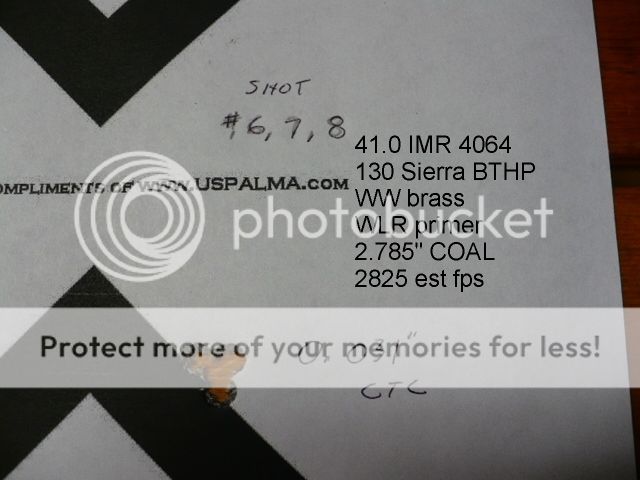 SHOT
#6, 7, 8
41.0 IMR 4064
130 Sierra BTHP
WW brass
WLR primer
2.785" COAL
2825 est fps
OMPLIMENTS OF WWW.USPALMA.COM
photobucket
Protect more of your memories for less!
CTC